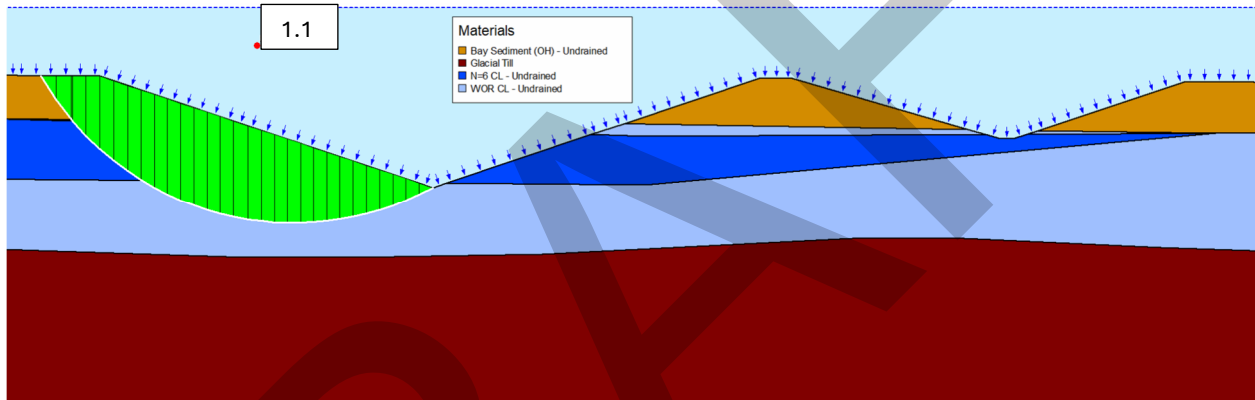 1.1
Materials
Bay Sediment (OH) - Undrained
Glacial Till
N=6 CL - Undrained
WOR CL - Undrained